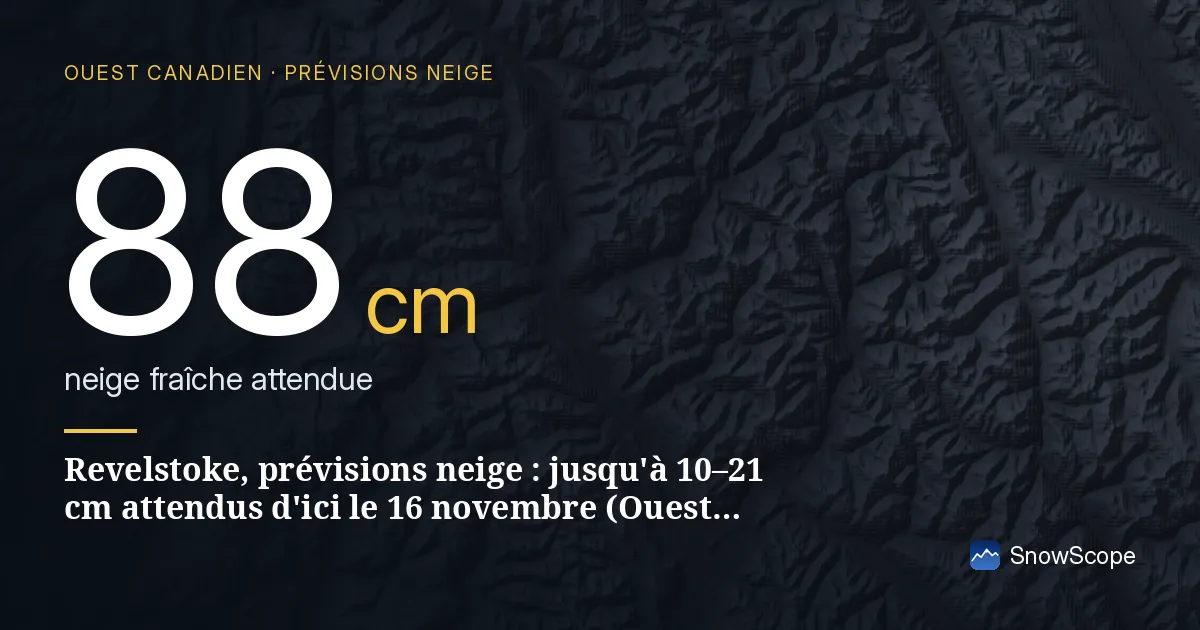 OUEST CANADIEN · PRÉVISIONS NEIGE
88 cm
neige fraîche attendue
Revelstoke, prévisions neige : jusqu'à 10–21
cm attendus d'ici le 16 novembre (Ouest...
SnowScope